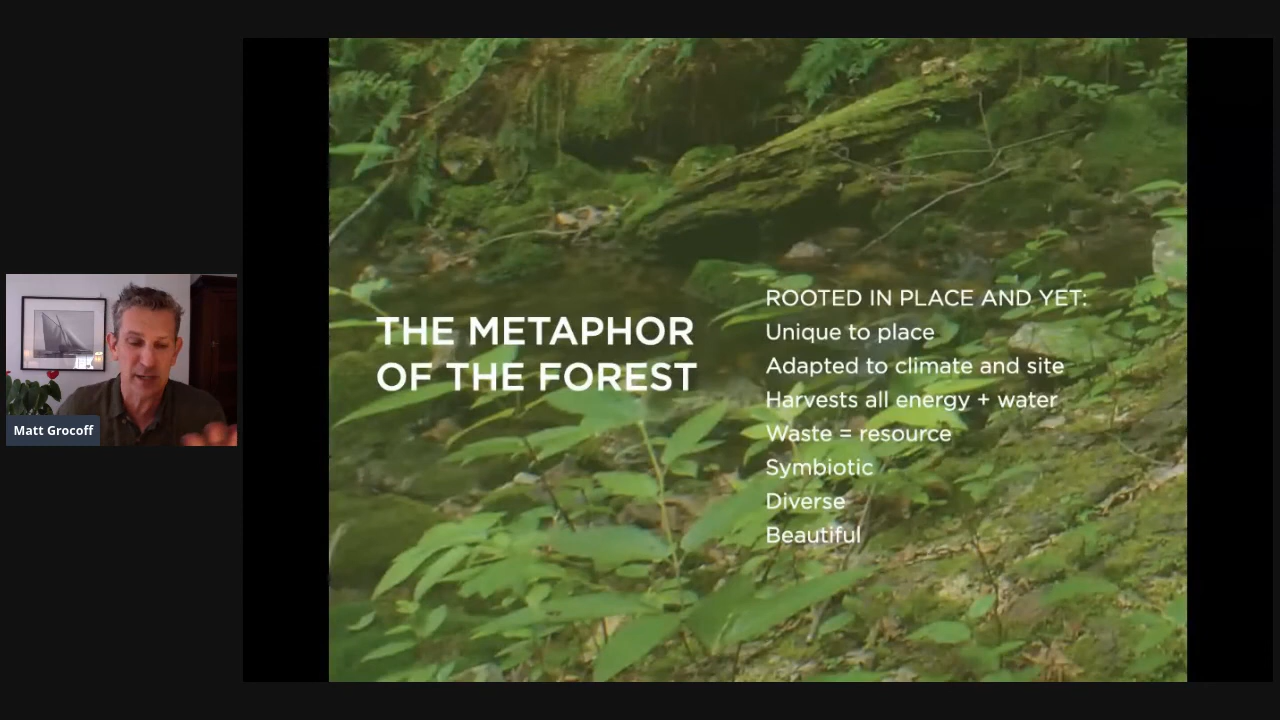 THE METAPHOR
OF THE FOREST
ROOTED IN PLACE AND YET:
Unique to place
Adapted to climate and site
Harvests all energy + water
Waste = resource
Symbiotic
Diverse
Beautiful
Matt Grocoff